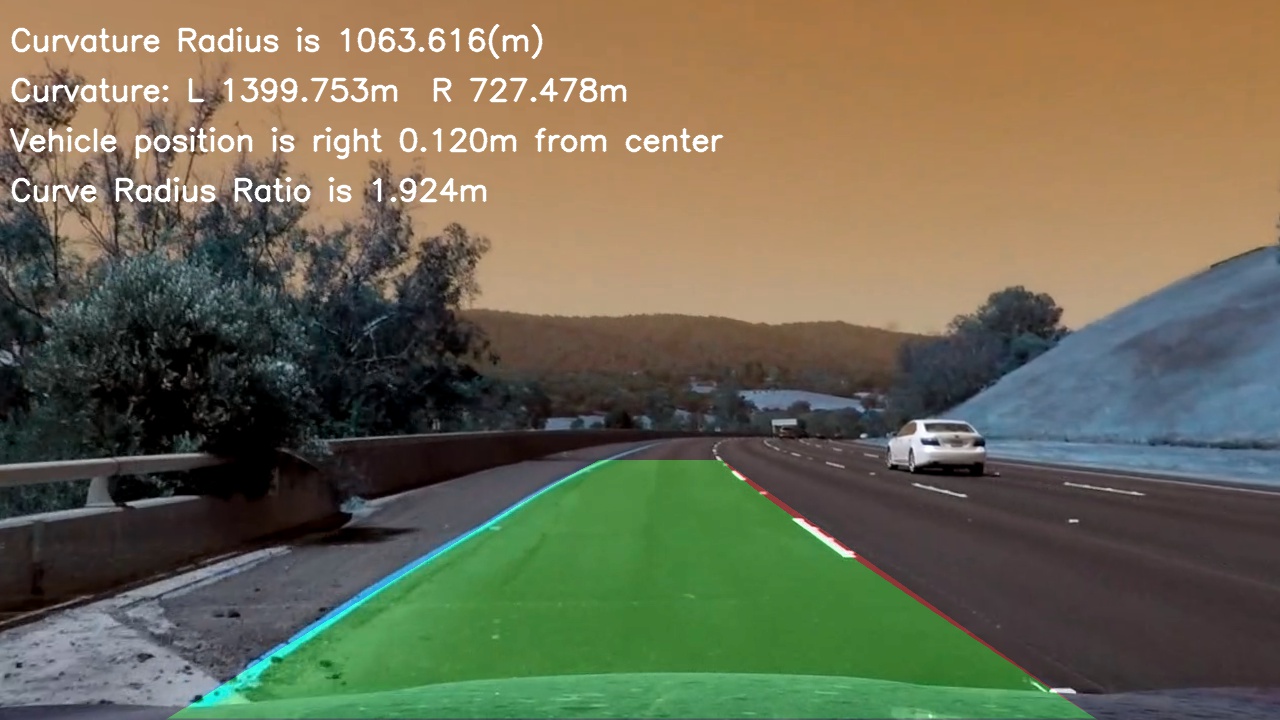 Curvature Radius is 1063.616(m)
Curvature: L 1399.753m R 727.478m
Vehicle position is right 0.120m from center
Curve Radius Ratio is 1.924m